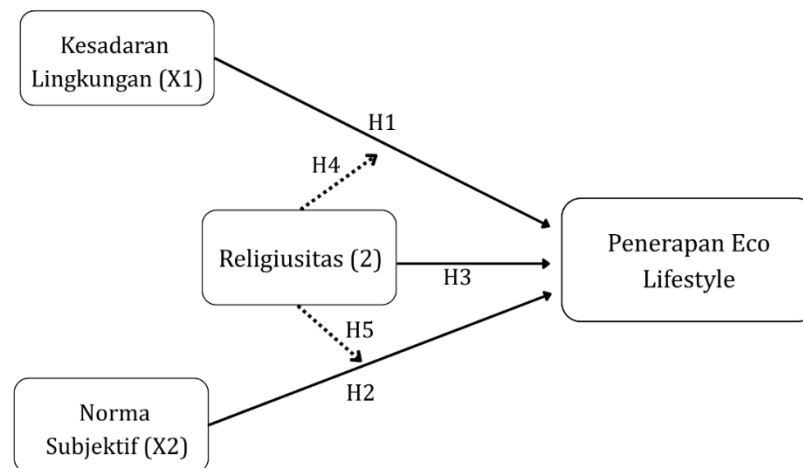 Kesadaran
Lingkungan (X1)
H1
H4
Religiusitas (2)
H3
Penerapan Eco
Lifestyle
H5
H2
Norma
Subjektif (X2)